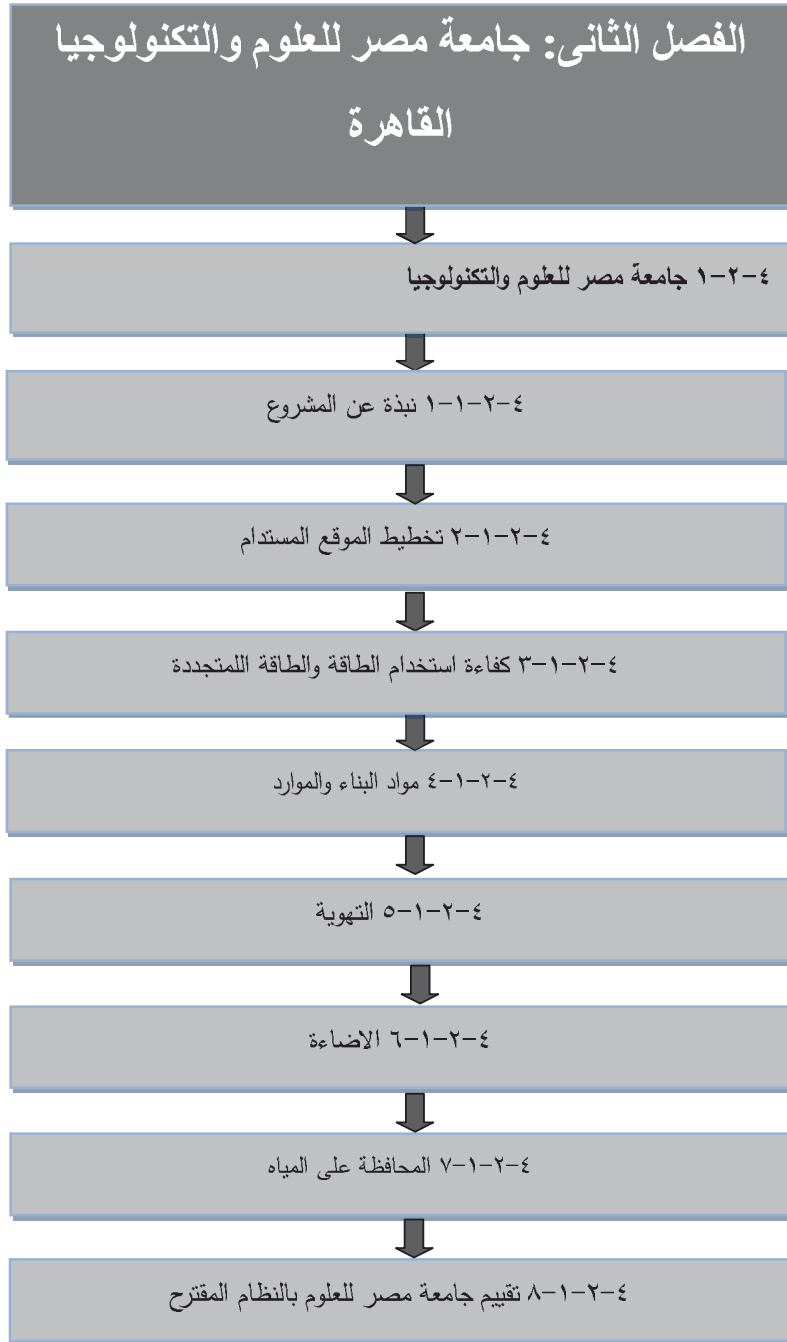 الفصل الثانى: جامعة مصر للعلوم والتكنولوجيا
القاهرة
٤-٢-١ جامعة مصر للعلوم والتكنولوجيا
٤-٢-١-١ نبذة عن المشروع
٤-٢-١-٢ تخطيط الموقع المستدام
٤-٢-١-٣ كفاءة استخدام الطاقة والطاقة اللمتجددة
٤-٢-١-٤ مواد البناء والموارد
٤-٢-١-٥ التهوية
٤-٢-١-٦ الاضاءة
٤-٢-١-٧ المحافظة على المياه
٤-٢-١-٨ تقييم جامعة مصر للعلوم بالنظام المقترح